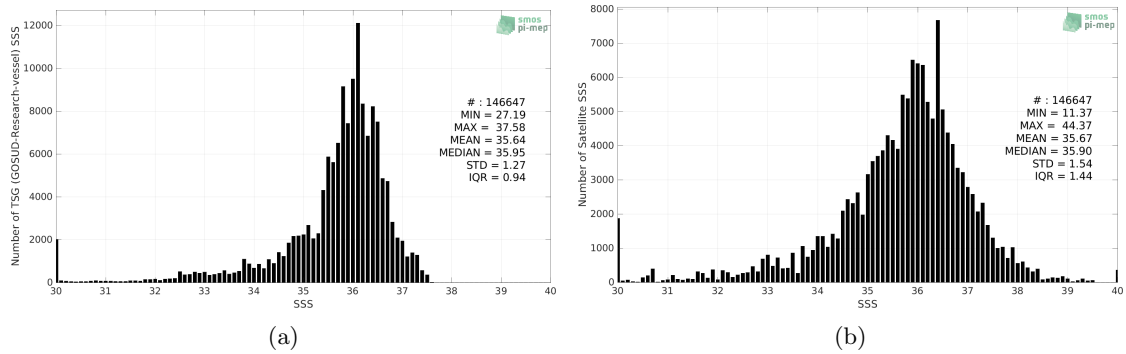 12000
10000
8000
6000
4000
2000
0
30
31
32
33
34
35
36
37
38
39
40
Number of TSG (GOSUD-Research-vessel) SSS
SSS
smos
pi-mep
# : 146647
MIN = 27.19
MAX = 37.58
MEAN = 35.64
MEDIAN = 35.95
STD = 1.27
IQR = 0.94
(a)
8000
7000
6000
5000
4000
3000
2000
1000
0
30
31
32
33
34
35
36
37
38
39
40
Number of Satellite SSS
SSS
smos
pi-mep
# : 146647
MIN = 11.37
MAX = 44.37
MEAN = 35.67
MEDIAN = 35.90
STD = 1.54
IQR = 1.44
(b)